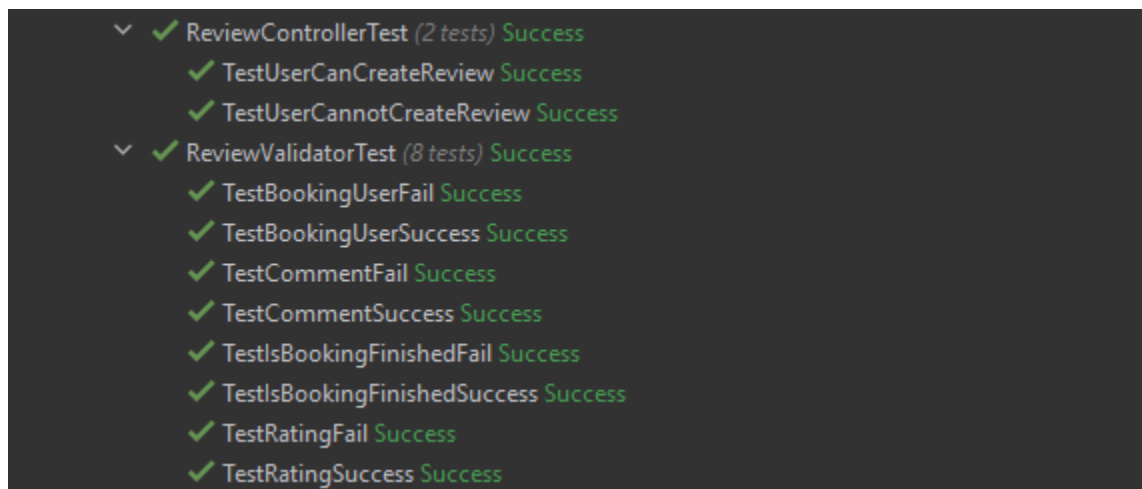 ReviewControllerTest (2 tests) Success
TestUserCanCreateReview Success
TestUserCannotCreateReview Success
ReviewValidatorTest (8 tests) Success
TestBookingUserFail Success
TestBookingUserSuccess Success
TestCommentFail Success
TestCommentSuccess Success
TestIsBookingFinishedFail Success
TestIsBookingFinishedSuccess Success
TestRatingFail Success
TestRatingSuccess Success